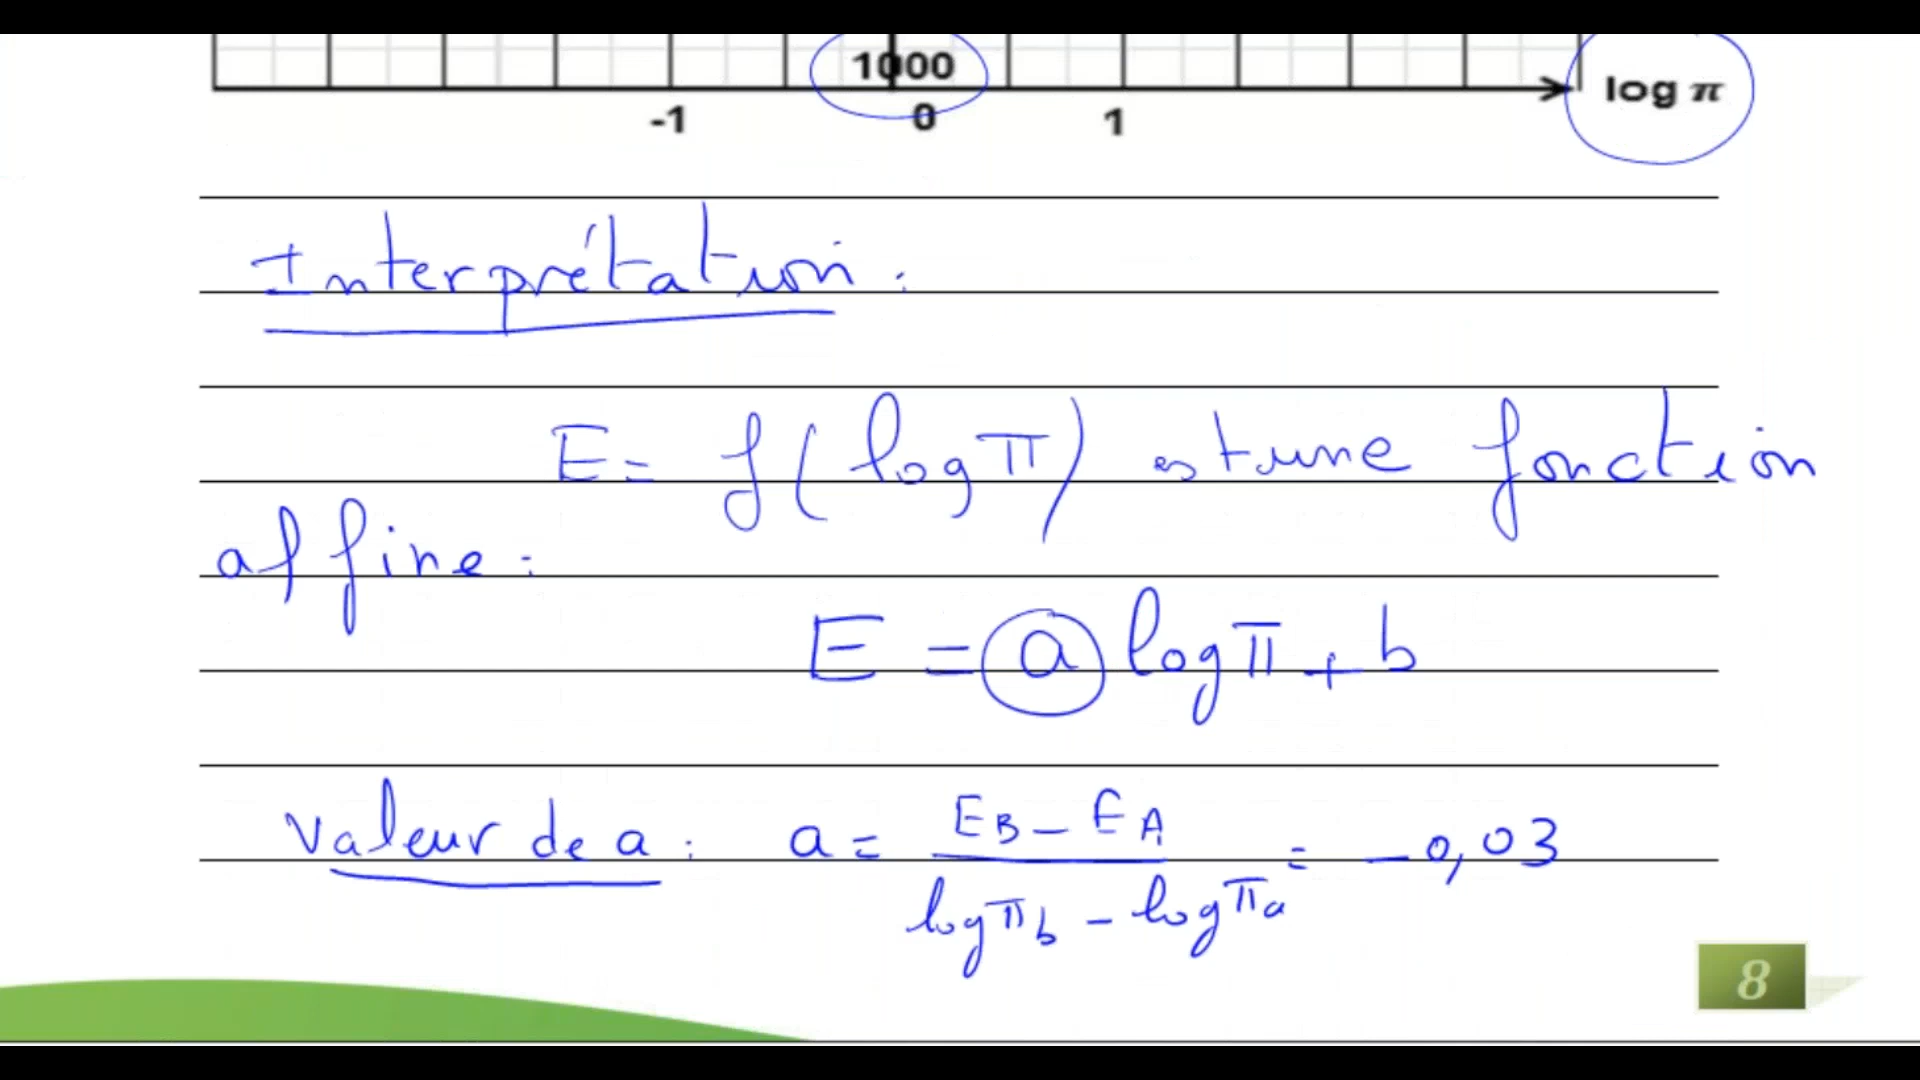 1000
log π
-1 0 1
Interprétation :
E = f(log π) est une fonction
affine :
E = a log π + b
Valeur de a : a = (E_B - E_A) / (log π_b - log π_a) = -0,03
8